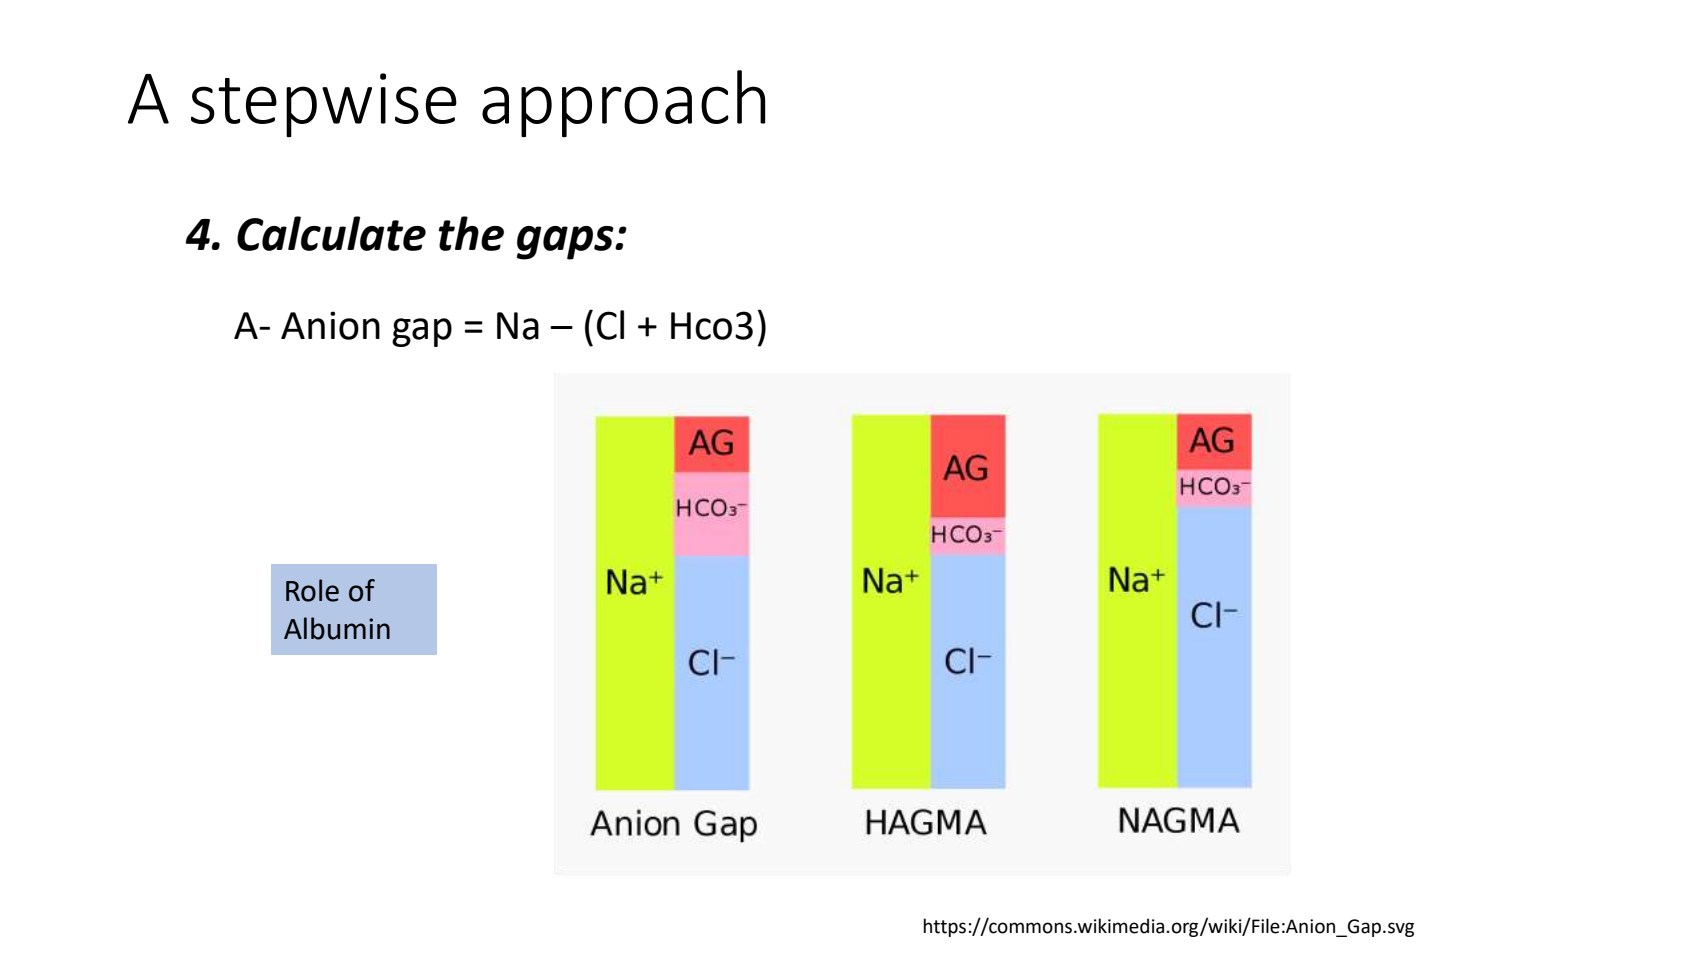 A stepwise approach
4. Calculate the gaps:
A- Anion gap = Na – (Cl + Hco3)
Role of
Albumin
Na⁺
AG
HCO₃⁻
Cl⁻
Anion Gap
Na⁺
AG
HCO₃⁻
Cl⁻
HAGMA
Na⁺
AG
HCO₃⁻
Cl⁻
NAGMA
https://commons.wikimedia.org/wiki/File:Anion_Gap.svg